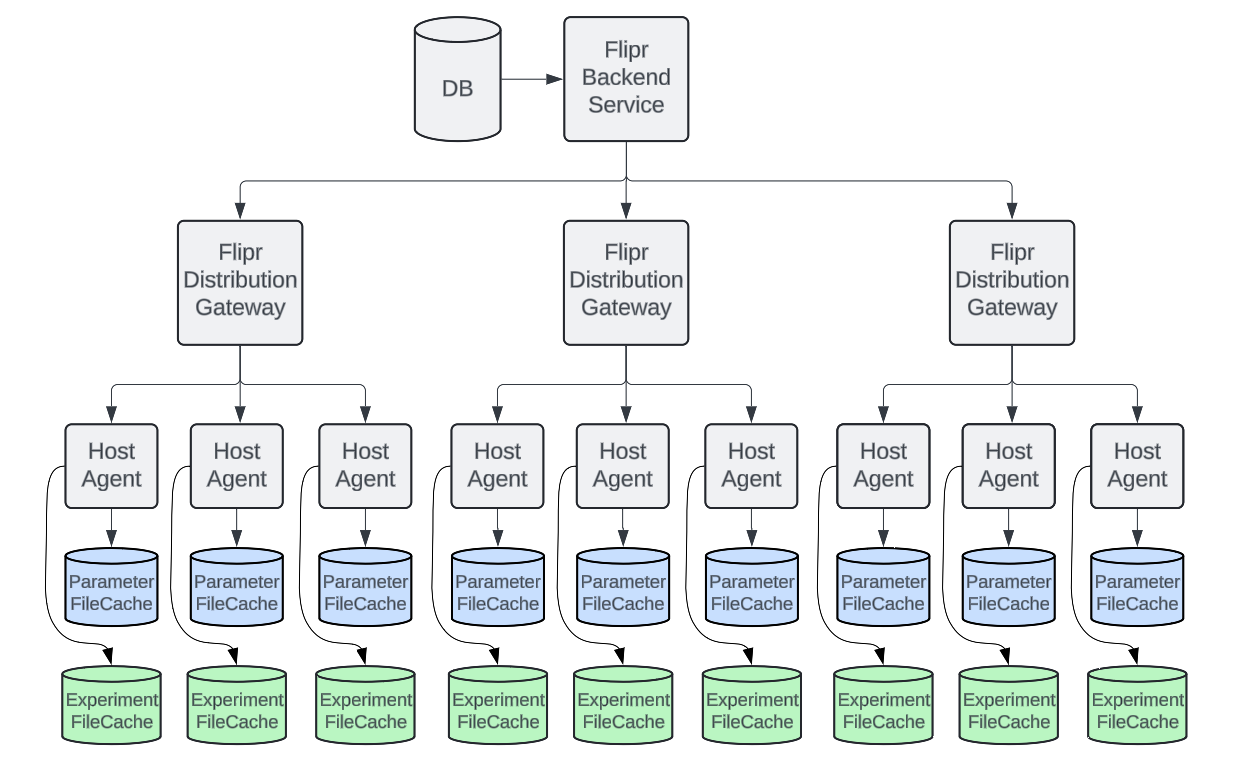 DB
Flipr
Backend
Service
Flipr
Distribution
Gateway
Flipr
Distribution
Gateway
Flipr
Distribution
Gateway
Host
Agent
Host
Agent
Host
Agent
Host
Agent
Host
Agent
Host
Agent
Host
Agent
Host
Agent
Host
Agent
Parameter
FileCache
Parameter
FileCache
Parameter
FileCache
Parameter
FileCache
Parameter
FileCache
Parameter
FileCache
Parameter
FileCache
Parameter
FileCache
Parameter
FileCache
Experiment
FileCache
Experiment
FileCache
Experiment
FileCache
Experiment
FileCache
Experiment
FileCache
Experiment
FileCache
Experiment
FileCache
Experiment
FileCache
Experiment
FileCache